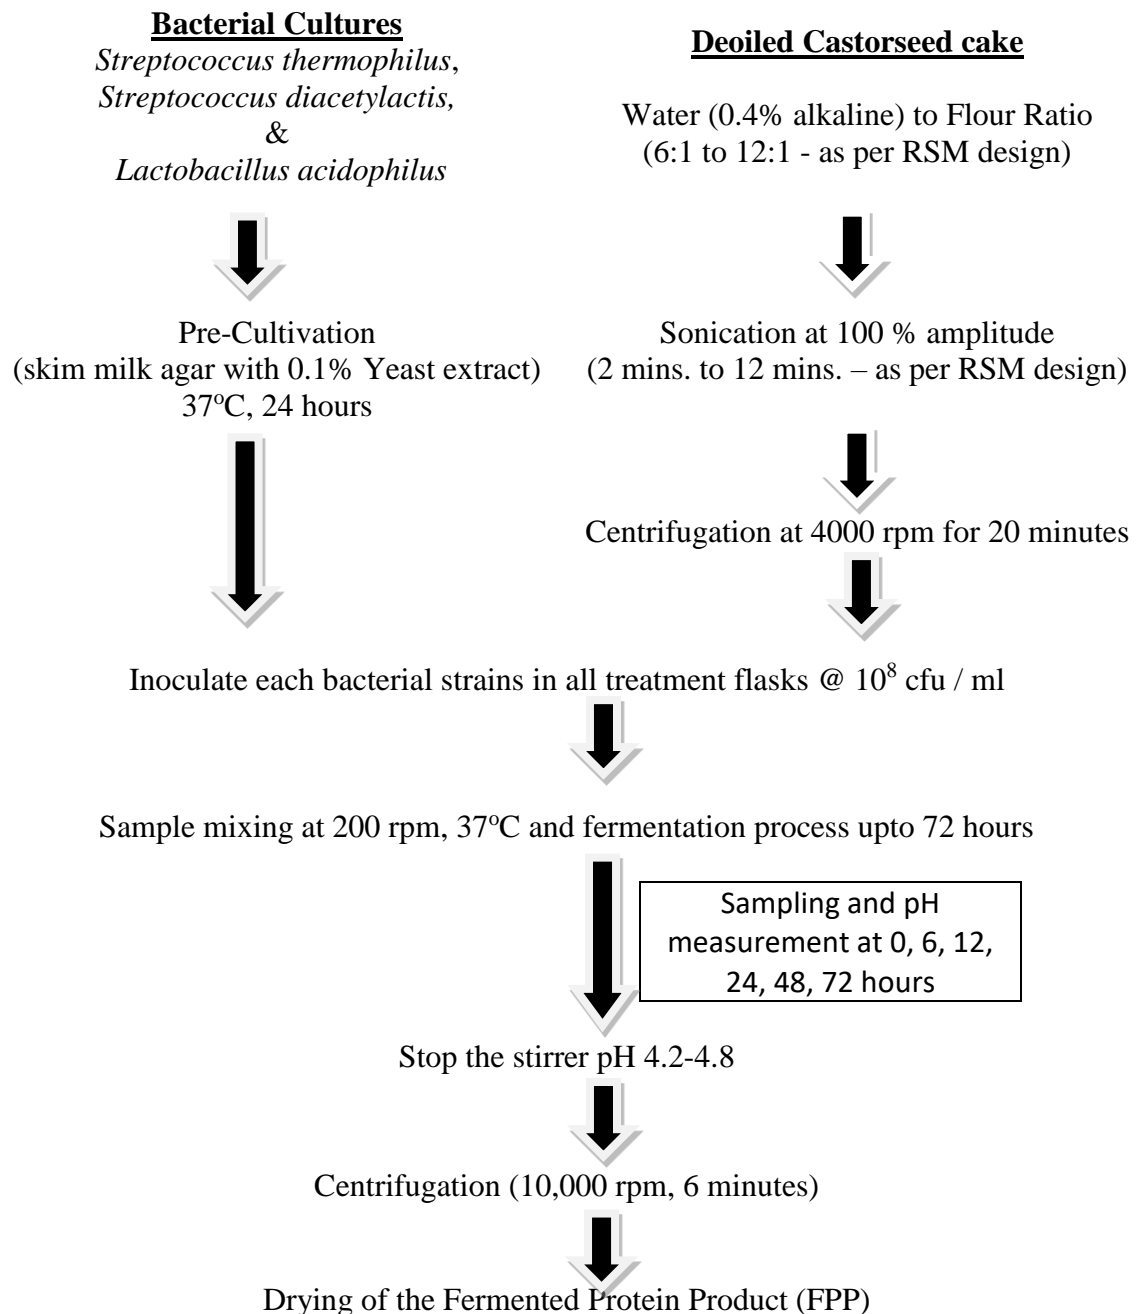 Bacterial Cultures
Streptococcus thermophilus,
Streptococcus diacetylactis,
&
Lactobacillus acidophilus
Deoiled Castorseed cake
Water (0.4% alkaline) to Flour Ratio
(6:1 to 12:1 - as per RSM design)
Pre-Cultivation
(skim milk agar with 0.1% Yeast extract)
37°C, 24 hours
Sonication at 100 % amplitude
(2 mins. to 12 mins. – as per RSM design)
Centrifugation at 4000 rpm for 20 minutes
Inoculate each bacterial strains in all treatment flasks @ 10⁸ cfu / ml
Sample mixing at 200 rpm, 37°C and fermentation process upto 72 hours
Sampling and pH
measurement at 0, 6, 12,
24, 48, 72 hours
Stop the stirrer pH 4.2-4.8
Centrifugation (10,000 rpm, 6 minutes)
Drying of the Fermented Protein Product (FPP)